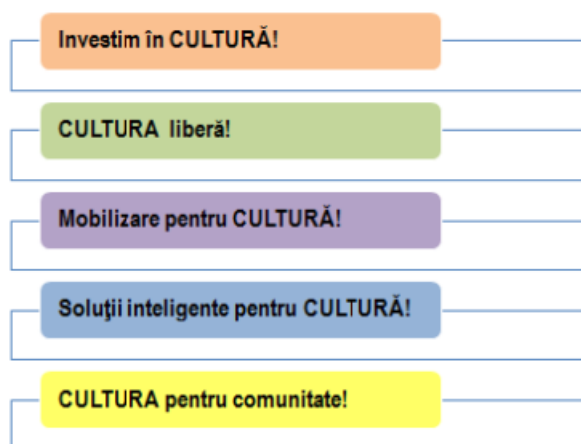 Investim în CULTURĂ!
CULTURA liberă!
Mobilizare pentru CULTURĂ!
Soluţii inteligente pentru CULTURĂ!
CULTURA pentru comunitate!